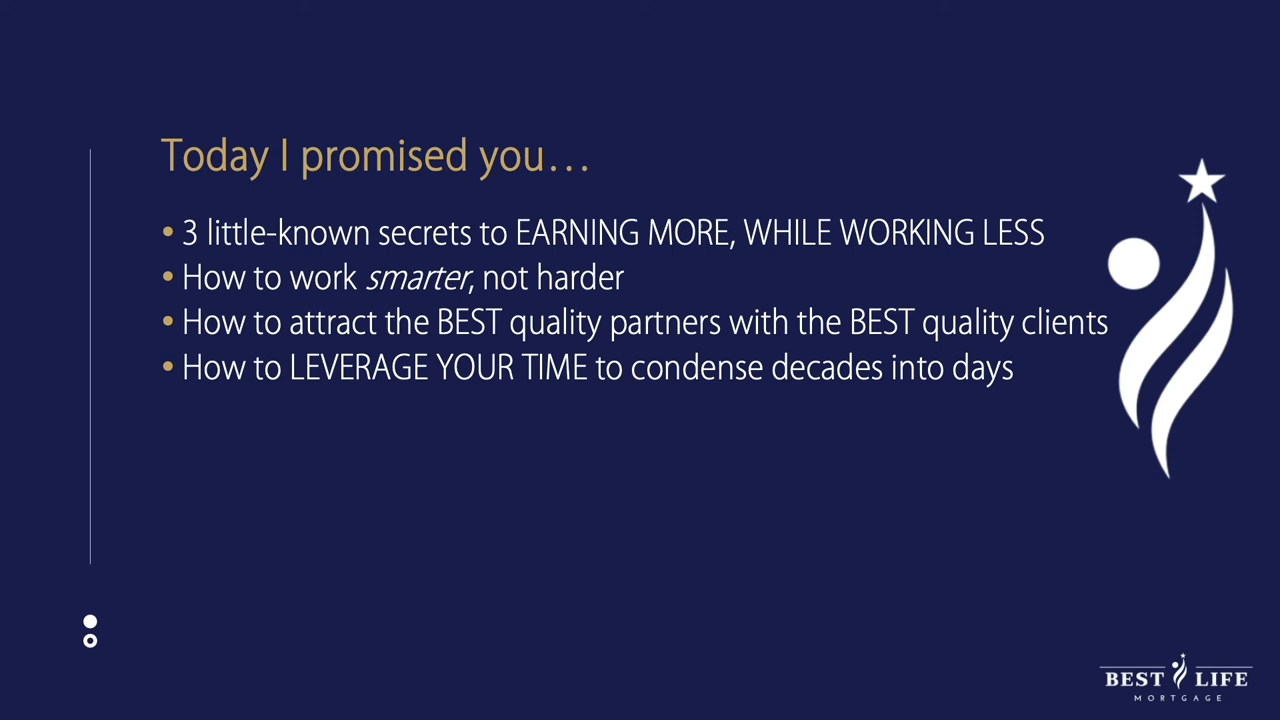 Today I promised you...
• 3 little-known secrets to EARNING MORE, WHILE WORKING LESS
• How to work smarter, not harder
• How to attract the BEST quality partners with the BEST quality clients
• How to LEVERAGE YOUR TIME to condense decades into days
BEST LIFE
MORTGAGE